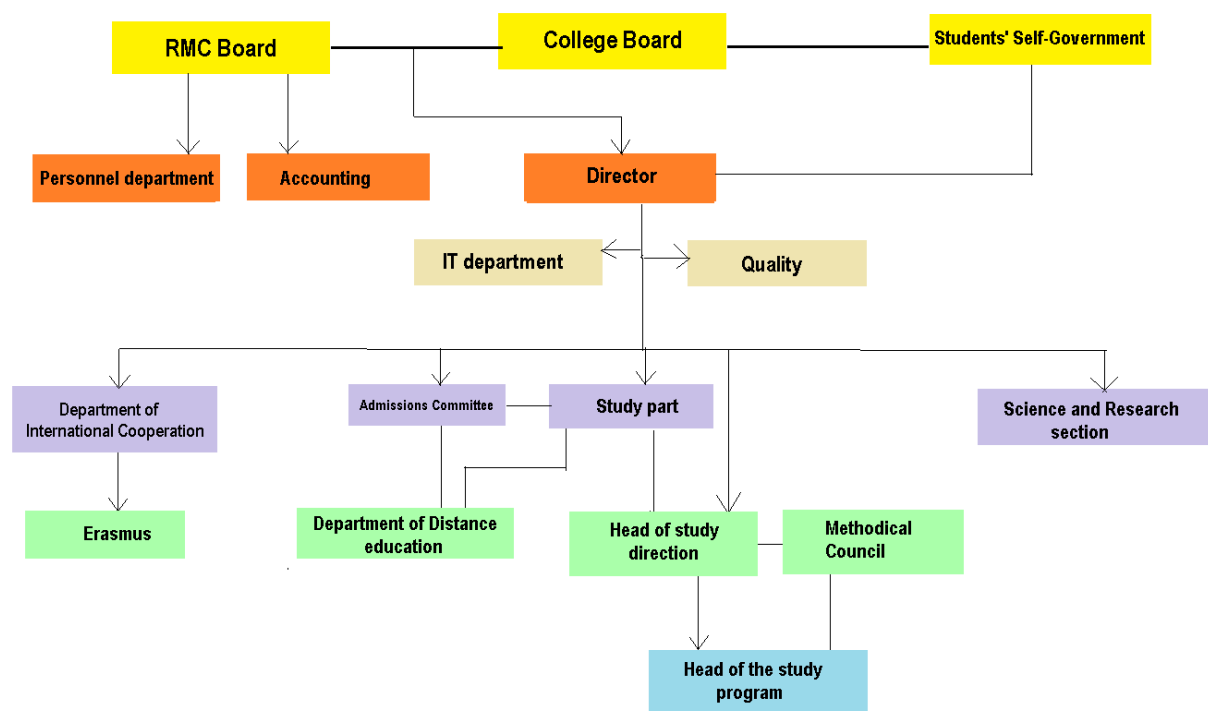 RMC Board
College Board
Students' Self-Government
Personnel department
Accounting
Director
IT department
Quality
Department of
International Cooperation
Admissions Committee
Study part
Science and Research
section
Erasmus
Department of Distance
education
Head of study
direction
Methodical
Council
Head of the study
program